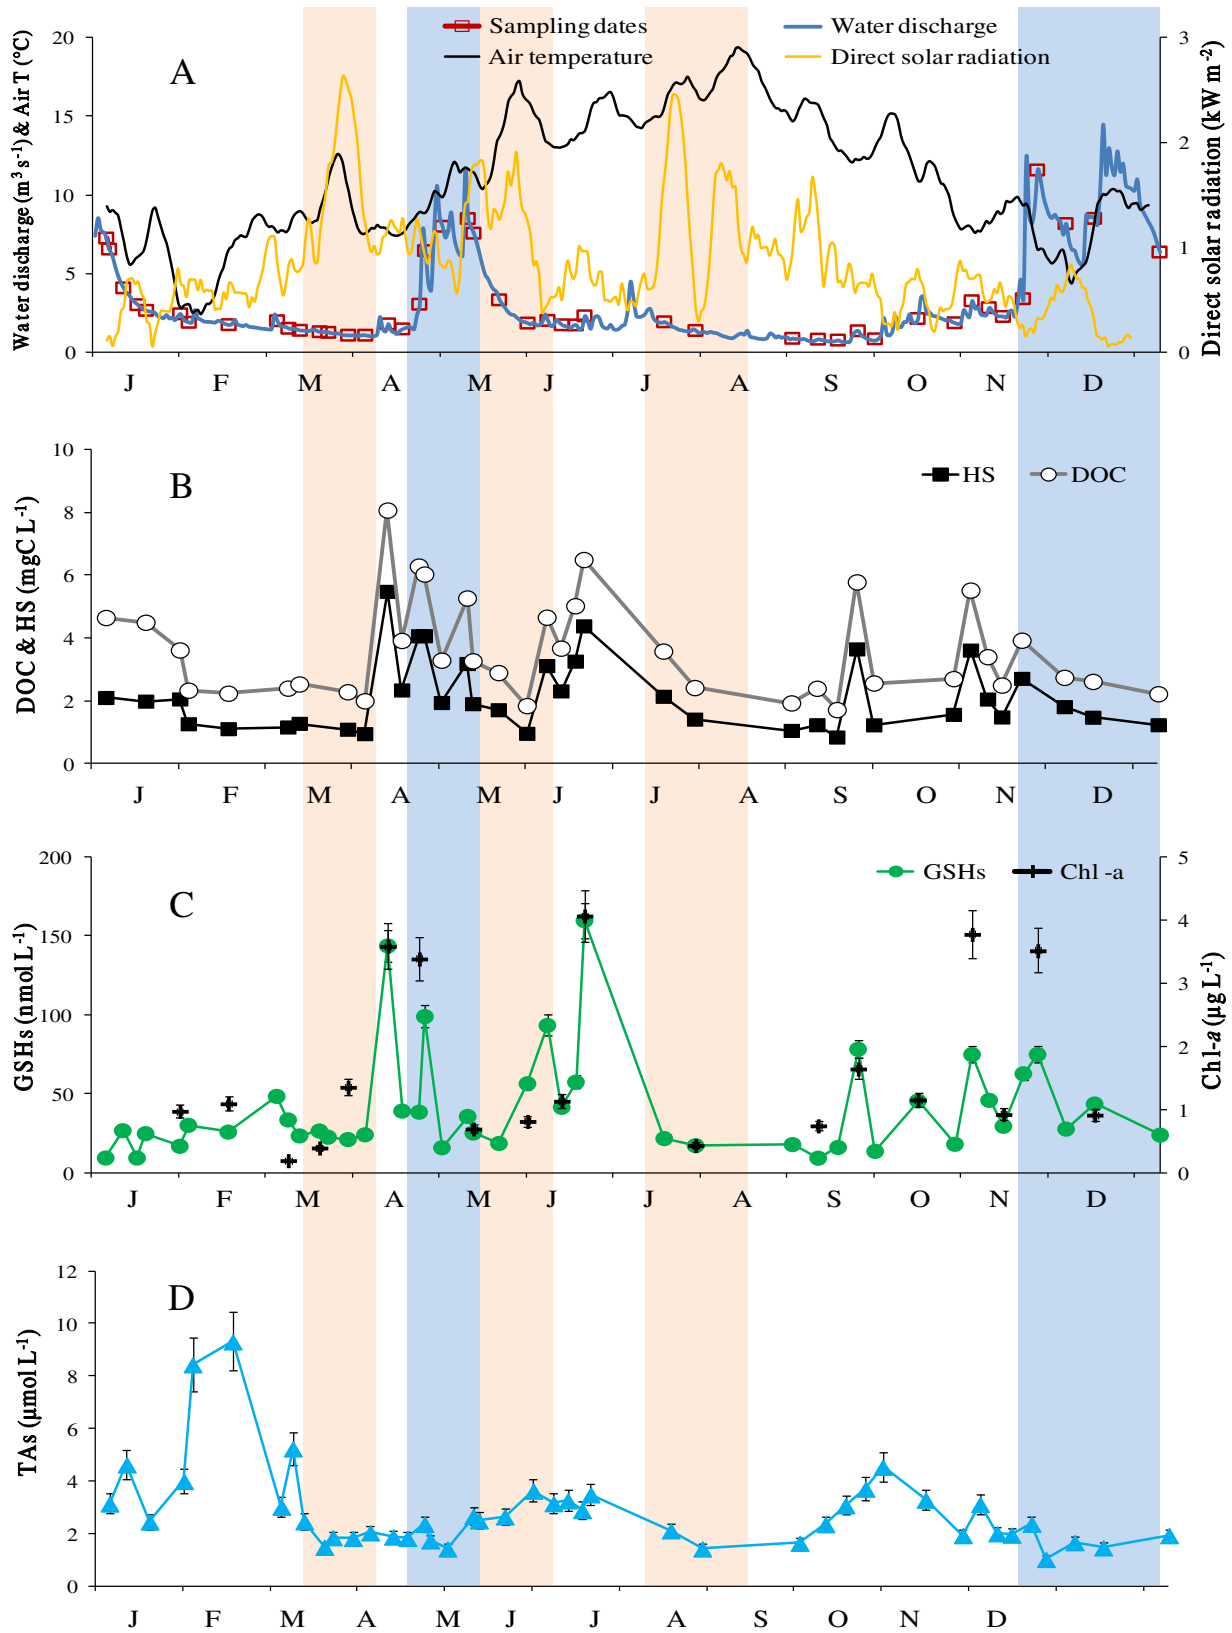 Sampling dates
Water discharge
Air temperature
Direct solar radiation
A
Water discharge (m³ s⁻¹) & Air T (°C)
20
15
10
5
0
Direct solar radiation (kW m⁻²)
3
2
1
0
J F M A M J J A S O N D
B
HS
DOC
DOC & HS (mgC L⁻¹)
10
8
6
4
2
0
J F M A M J J A S O N D
C
GSHs
Chl -a
GSHs (nmol L⁻¹)
200
150
100
50
0
Chl-a (µg L⁻¹)
5
4
3
2
1
0
J F M A M J J A S O N D
D
TAs (µmol L⁻¹)
12
10
8
6
4
2
0
J F M A M J J A S O N D